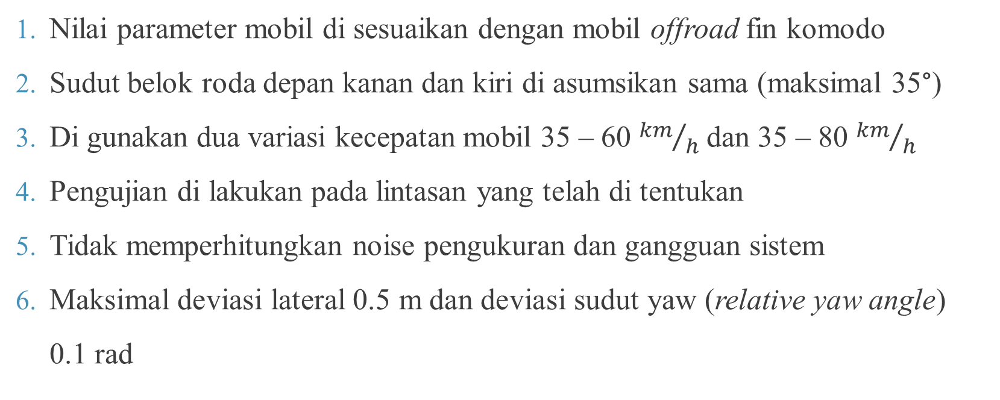 1. Nilai parameter mobil di sesuaikan dengan mobil offroad fin komodo
2. Sudut belok roda depan kanan dan kiri di asumsikan sama (maksimal 35°)
3. Di gunakan dua variasi kecepatan mobil 35 – 60 km/h dan 35 – 80 km/h
4. Pengujian di lakukan pada lintasan yang telah di tentukan
5. Tidak memperhitungkan noise pengukuran dan gangguan sistem
6. Maksimal deviasi lateral 0.5 m dan deviasi sudut yaw (relative yaw angle)
0.1 rad